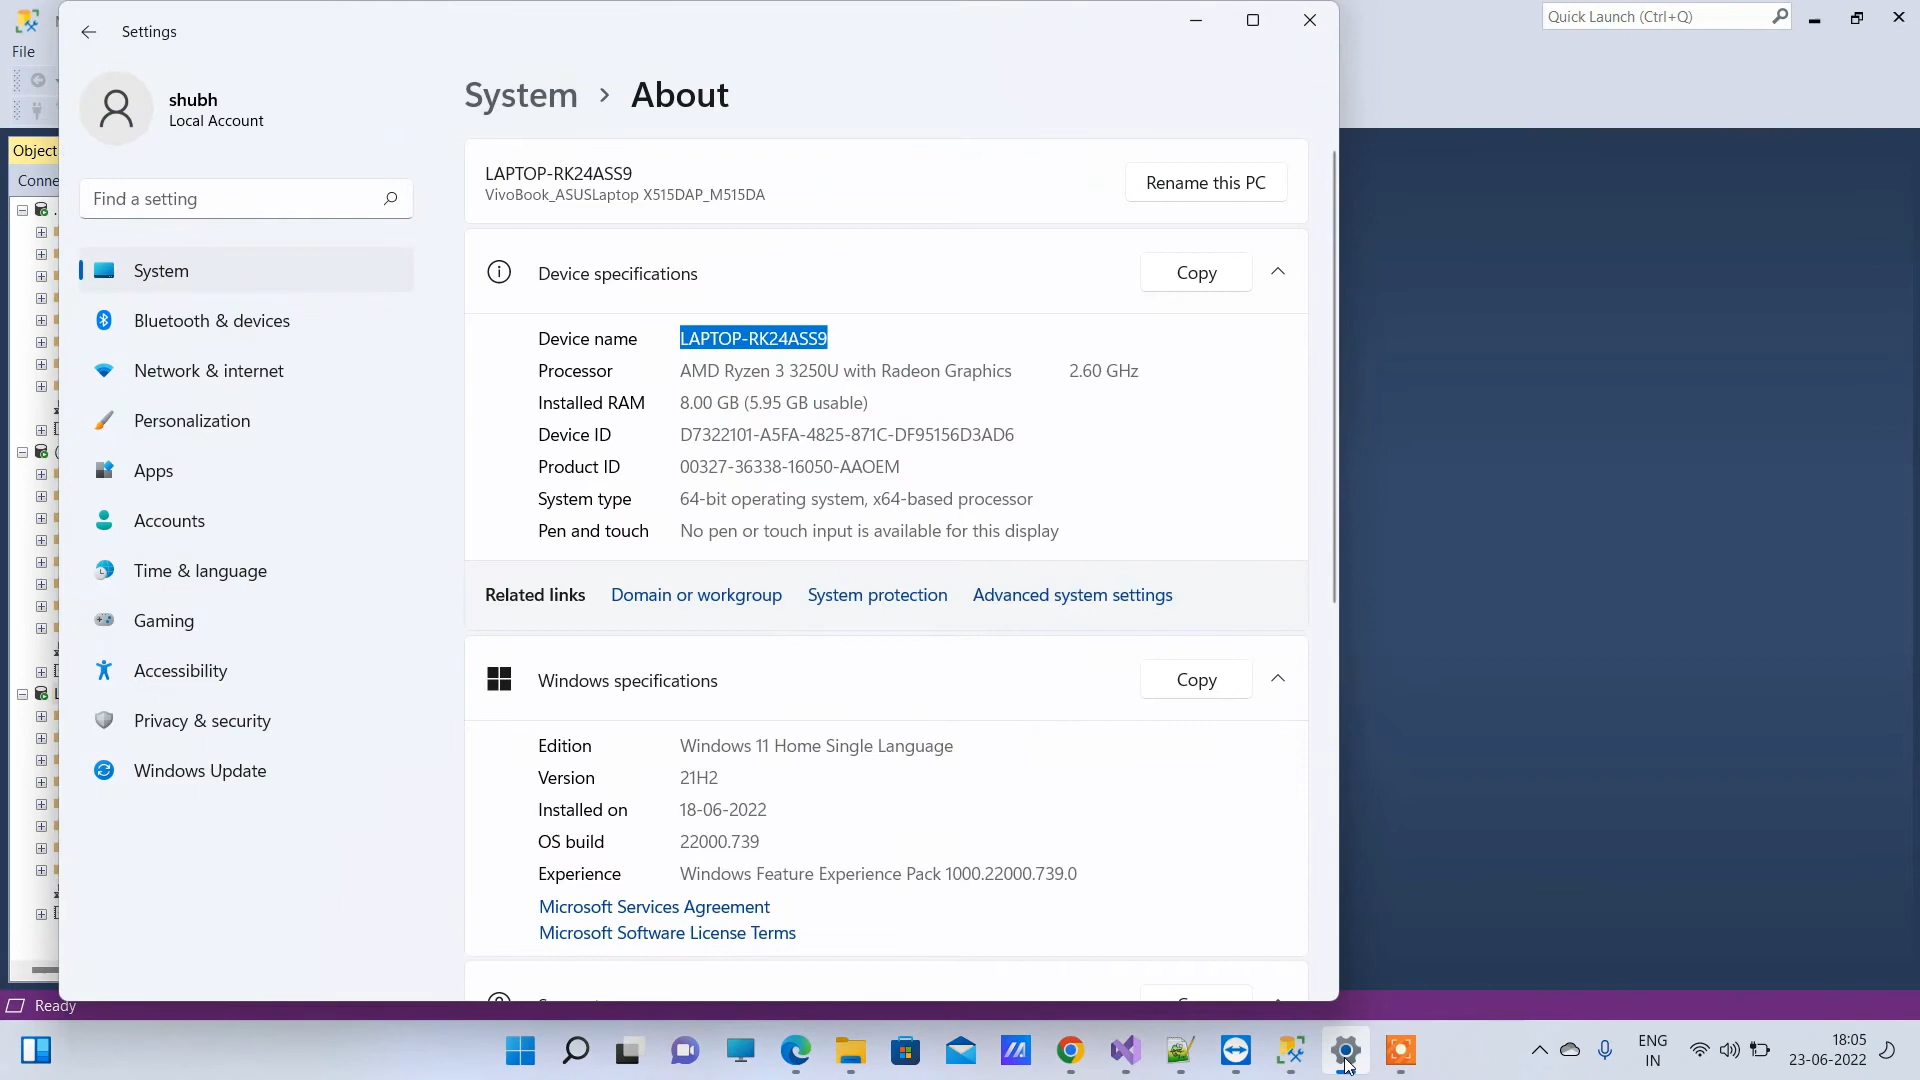 Settings
Quick Launch (Ctrl+Q)
File
shubh
Local Account
System > About
Object
Conne
LAPTOP-RK24ASS9
VivoBook_ASUSLaptop X515DAP_M515DA
Rename this PC
Find a setting
System
Bluetooth & devices
Network & internet
Personalization
Apps
Accounts
Time & language
Gaming
Accessibility
Privacy & security
Windows Update
Device specifications
Copy
Device name LAPTOP-RK24ASS9
Processor AMD Ryzen 3 3250U with Radeon Graphics 2.60 GHz
Installed RAM 8.00 GB (5.95 GB usable)
Device ID D7322101-A5FA-4825-871C-DF95156D3AD6
Product ID 00327-36338-16050-AAOEM
System type 64-bit operating system, x64-based processor
Pen and touch No pen or touch input is available for this display
Related links Domain or workgroup System protection Advanced system settings
Windows specifications
Copy
Edition Windows 11 Home Single Language
Version 21H2
Installed on 18-06-2022
OS build 22000.739
Experience Windows Feature Experience Pack 1000.22000.739.0
Microsoft Services Agreement
Microsoft Software License Terms
Ready
ENG
IN
18:05
23-06-2022